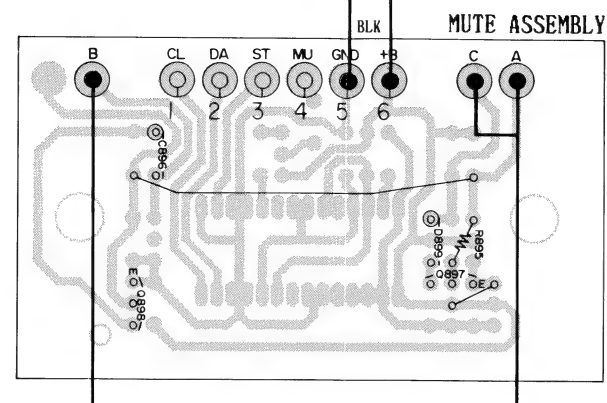 BLK
MUTE ASSEMBLY
B CL DA ST MU GND +B C A
1 2 3 4 5 6
C896
D899
R895
Q897
E
E
Q898